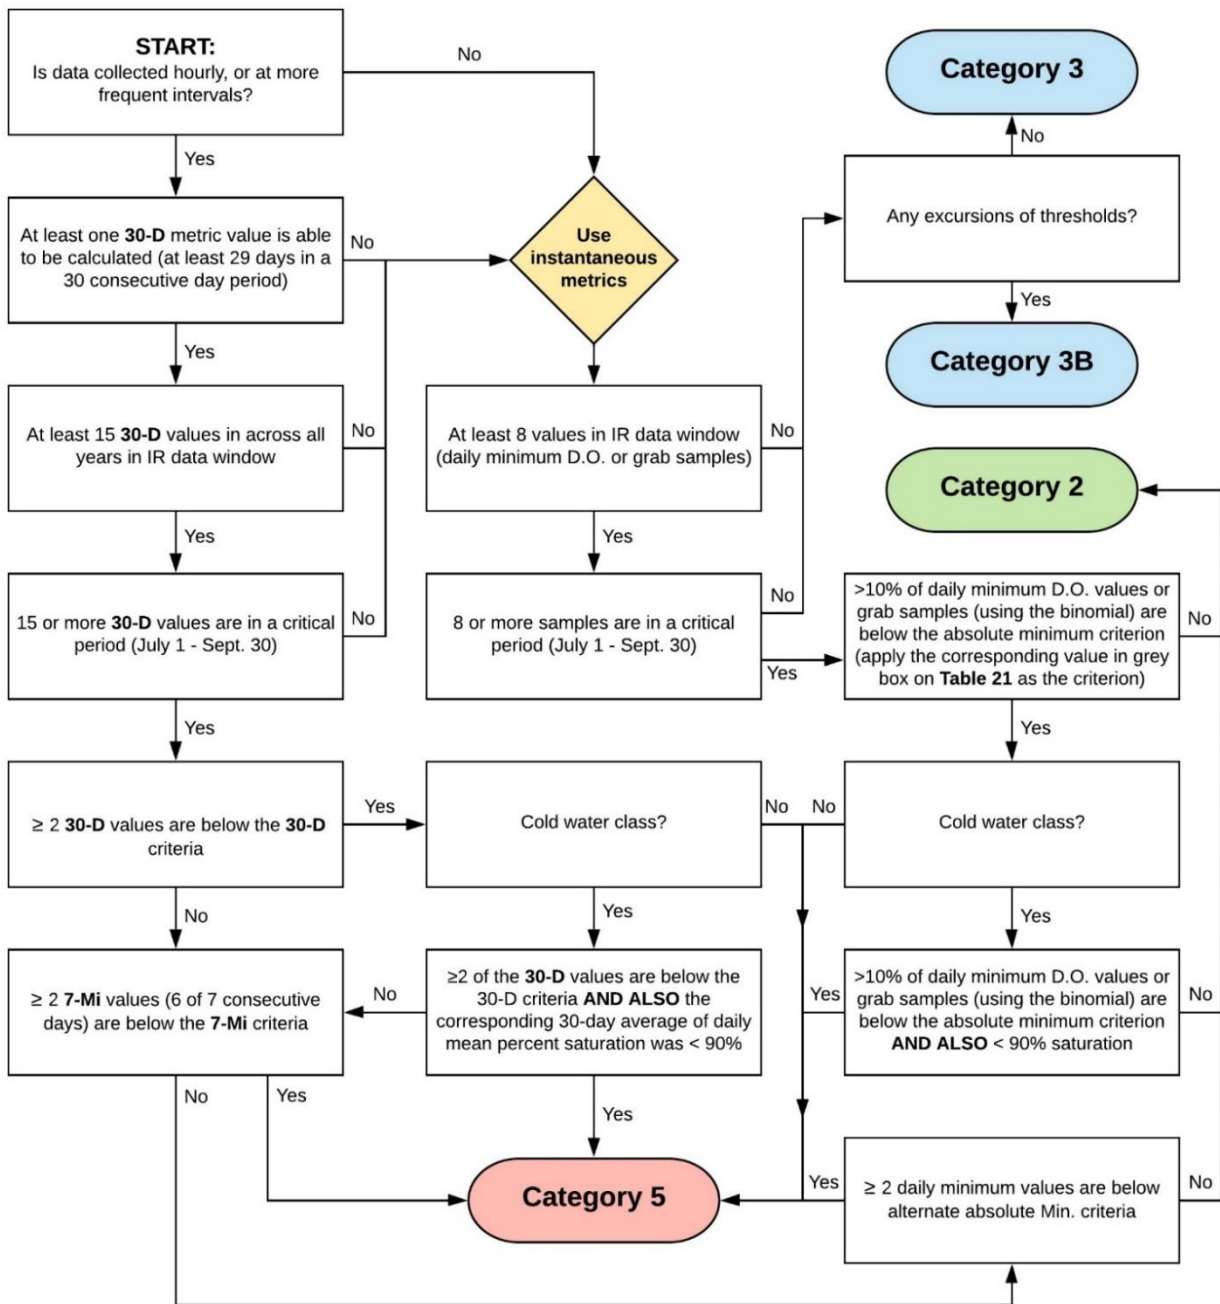 START:
Is data collected hourly, or at more
frequent intervals?
No
Yes
Category 3
No
Any excursions of thresholds?
Yes
Category 3B
At least one 30-D metric value is able
to be calculated (at least 29 days in a
30 consecutive day period)
No
Yes
Use
instantaneous
metrics
At least 15 30-D values in across all
years in IR data window
No
Yes
At least 8 values in IR data window
(daily minimum D.O. or grab samples)
No
Yes
Category 2
15 or more 30-D values are in a critical
period (July 1 - Sept. 30)
No
Yes
8 or more samples are in a critical
period (July 1 - Sept. 30)
No
Yes
>10% of daily minimum D.O. values or
grab samples (using the binomial) are
below the absolute minimum criterion
(apply the corresponding value in grey
box on Table 21 as the criterion)
No
Yes
≥ 2 30-D values are below the 30-D
criteria
Yes
No
Cold water class?
No
Yes
Cold water class?
No
Yes
≥ 2 7-Mi values (6 of 7 consecutive
days) are below the 7-Mi criteria
No
Yes
≥2 of the 30-D values are below the
30-D criteria AND ALSO the
corresponding 30-day average of daily
mean percent saturation was < 90%
No
Yes
>10% of daily minimum D.O. values or
grab samples (using the binomial) are
below the absolute minimum criterion
AND ALSO < 90% saturation
Yes
No
Category 5
≥ 2 daily minimum values are below
alternate absolute Min. criteria
Yes
No